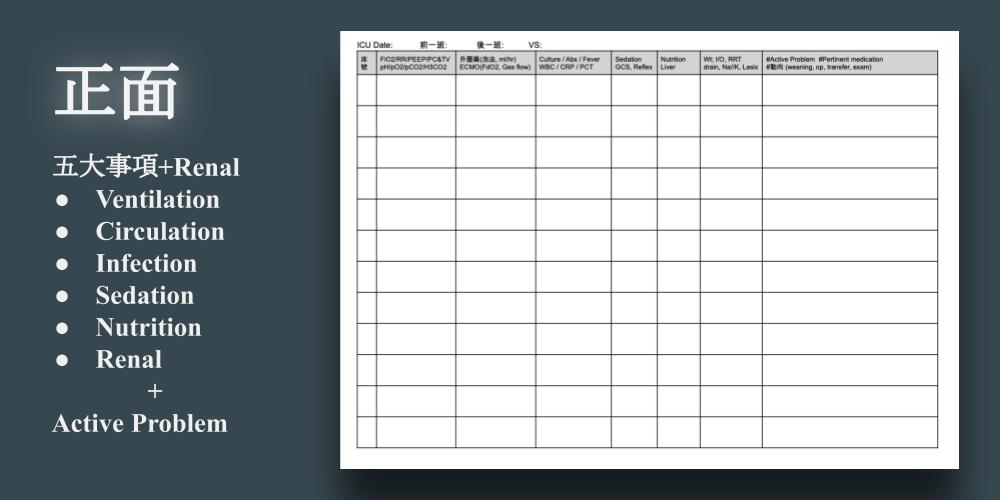 正面
五大事項+Renal
● Ventilation
● Circulation
● Infection
● Sedation
● Nutrition
● Renal
+
Active Problem
ICU Date: 前一班: 後一班: VS:
床號
FiO2/RR/PEEP/PC&TV
pH/pO2/pCO2/H3CO2
升壓藥(泡法, ml/hr)
ECMO(FdO2, Gas flow)
Culture / Abx / Fever
WBC / CRP / PCT
Sedation
GCS, Reflex
Nutrition
Liver
Wt; I/O, RRT
drain, Na//K, Lasix
#Active Problem #Pertinent medication
#動向 (weaning, op, transfer, exam)